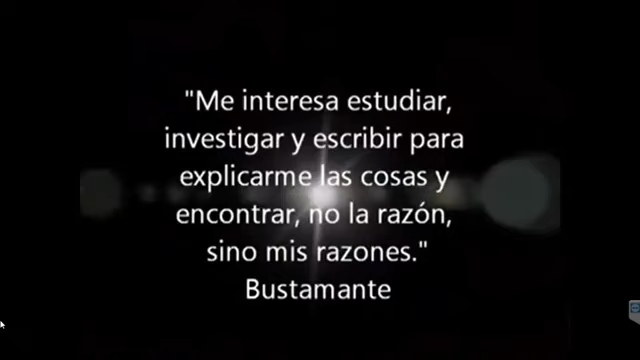 "Me interesa estudiar,
investigar y escribir para
explicarme las cosas y
encontrar, no la razón,
sino mis razones."
Bustamante